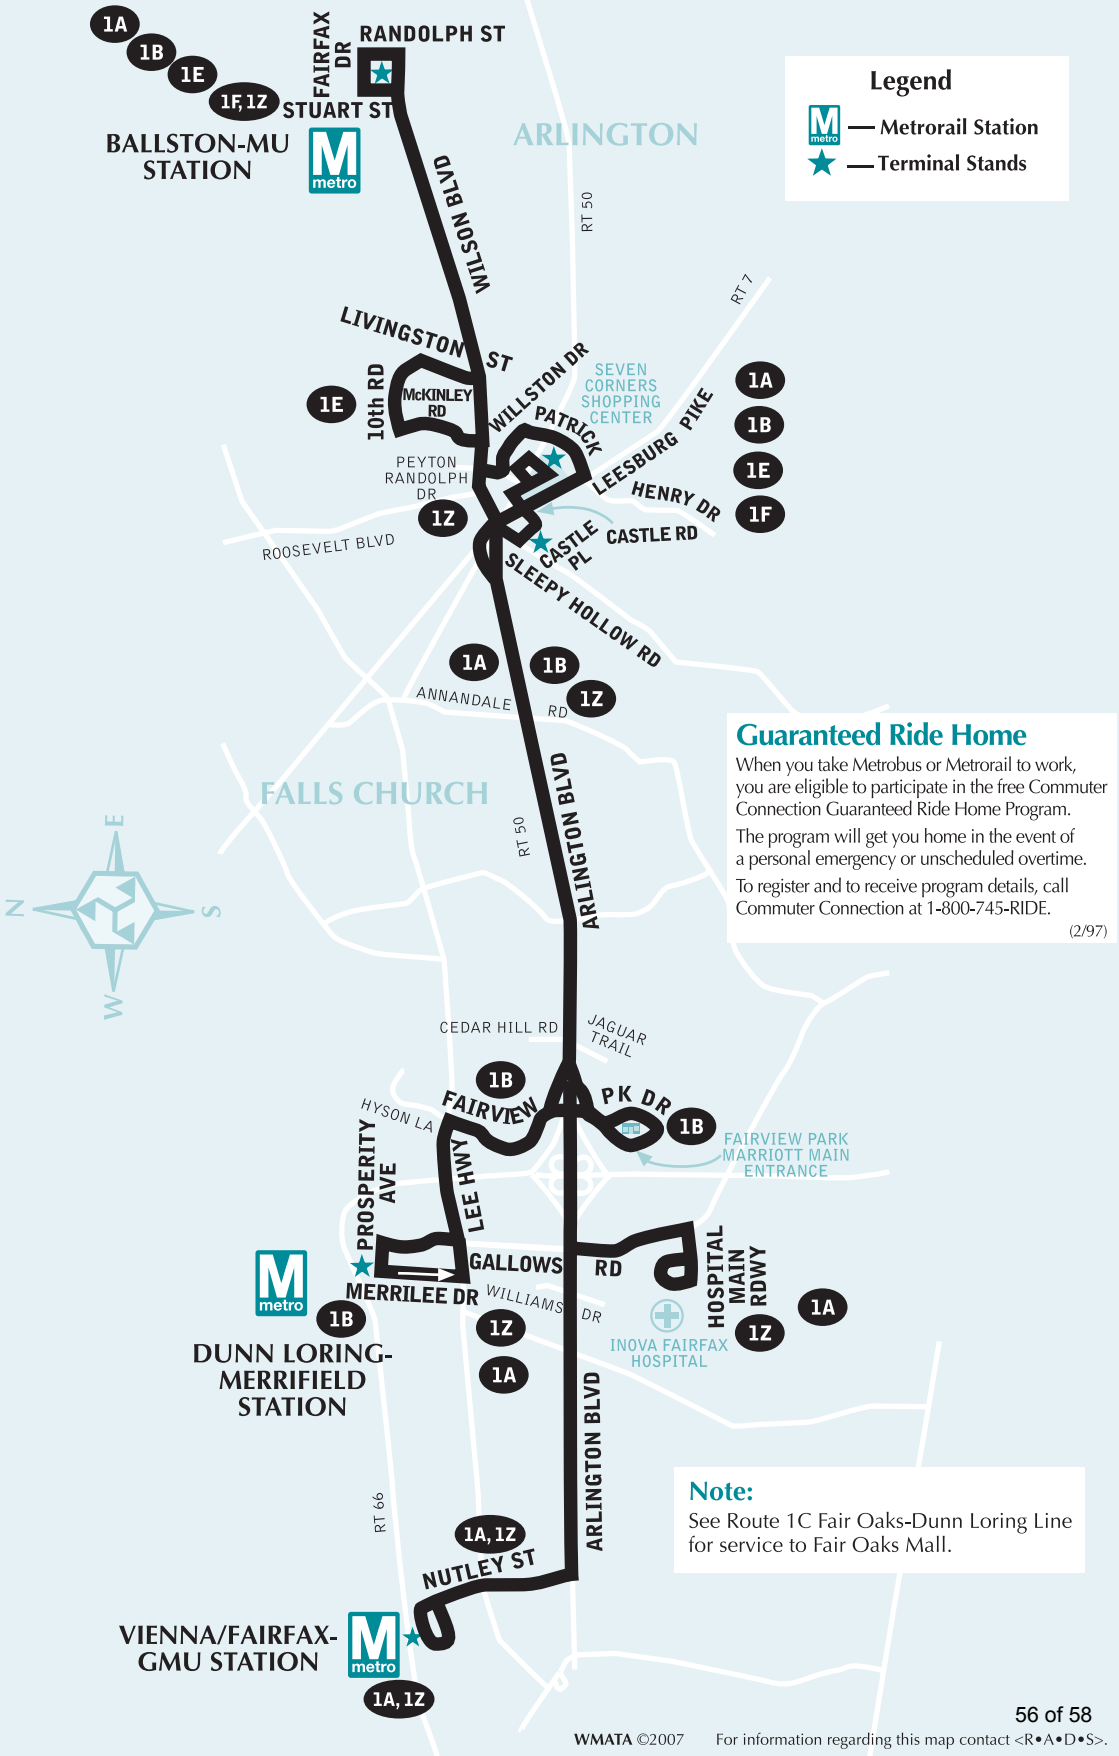 1A
1B
1E
1F, 1Z
FAIRFAX
DR
RANDOLPH ST
STUART ST
BALLSTON-MU
STATION
M
metro
ARLINGTON
Legend
M
metro
Metrorail Station
Terminal Stands
WILSON BLVD
RT 50
RT 7
LIVINGSTON ST
10th RD
McKINLEY
RD
1E
WILLSTON DR
PATRICK
SEVEN
CORNERS
SHOPPING
CENTER
LEESBURG PIKE
HENRY DR
1A
1B
1E
1F
PEYTON
RANDOLPH
DR
1Z
ROOSEVELT BLVD
CASTLE
PL
CASTLE RD
SLEEPY HOLLOW RD
1A
1B
1Z
ANNANDALE RD
FALLS CHURCH
RT 50
ARLINGTON BLVD
Guaranteed Ride Home
When you take Metrobus or Metrorail to work,
you are eligible to participate in the free Commuter
Connection Guaranteed Ride Home Program.
The program will get you home in the event of
a personal emergency or unscheduled overtime.
To register and to receive program details, call
Commuter Connection at 1-800-745-RIDE.
(2/97)
E
N
S
W
CEDAR HILL RD
JAGUAR
TRAIL
1B
FAIRVIEW PK DR
1B
HYSON LA
FAIRVIEW PARK
MARRIOTT MAIN
ENTRANCE
PROSPERITY
AVE
LEE HWY
GALLOWS RD
HOSPITAL
MAIN
RDWY
M
metro
MERRILEE DR
WILLIAMS DR
1B
1Z
1A
1A
1Z
DUNN LORING-
MERRIFIELD
STATION
INOVA FAIRFAX
HOSPITAL
ARLINGTON BLVD
RT 66
Note:
See Route 1C Fair Oaks-Dunn Loring Line
for service to Fair Oaks Mall.
1A, 1Z
NUTLEY ST
VIENNA/FAIRFAX-
GMU STATION
M
metro
1A, 1Z
56 of 58
WMATA ©2007 For information regarding this map contact <R•A•D•S>.